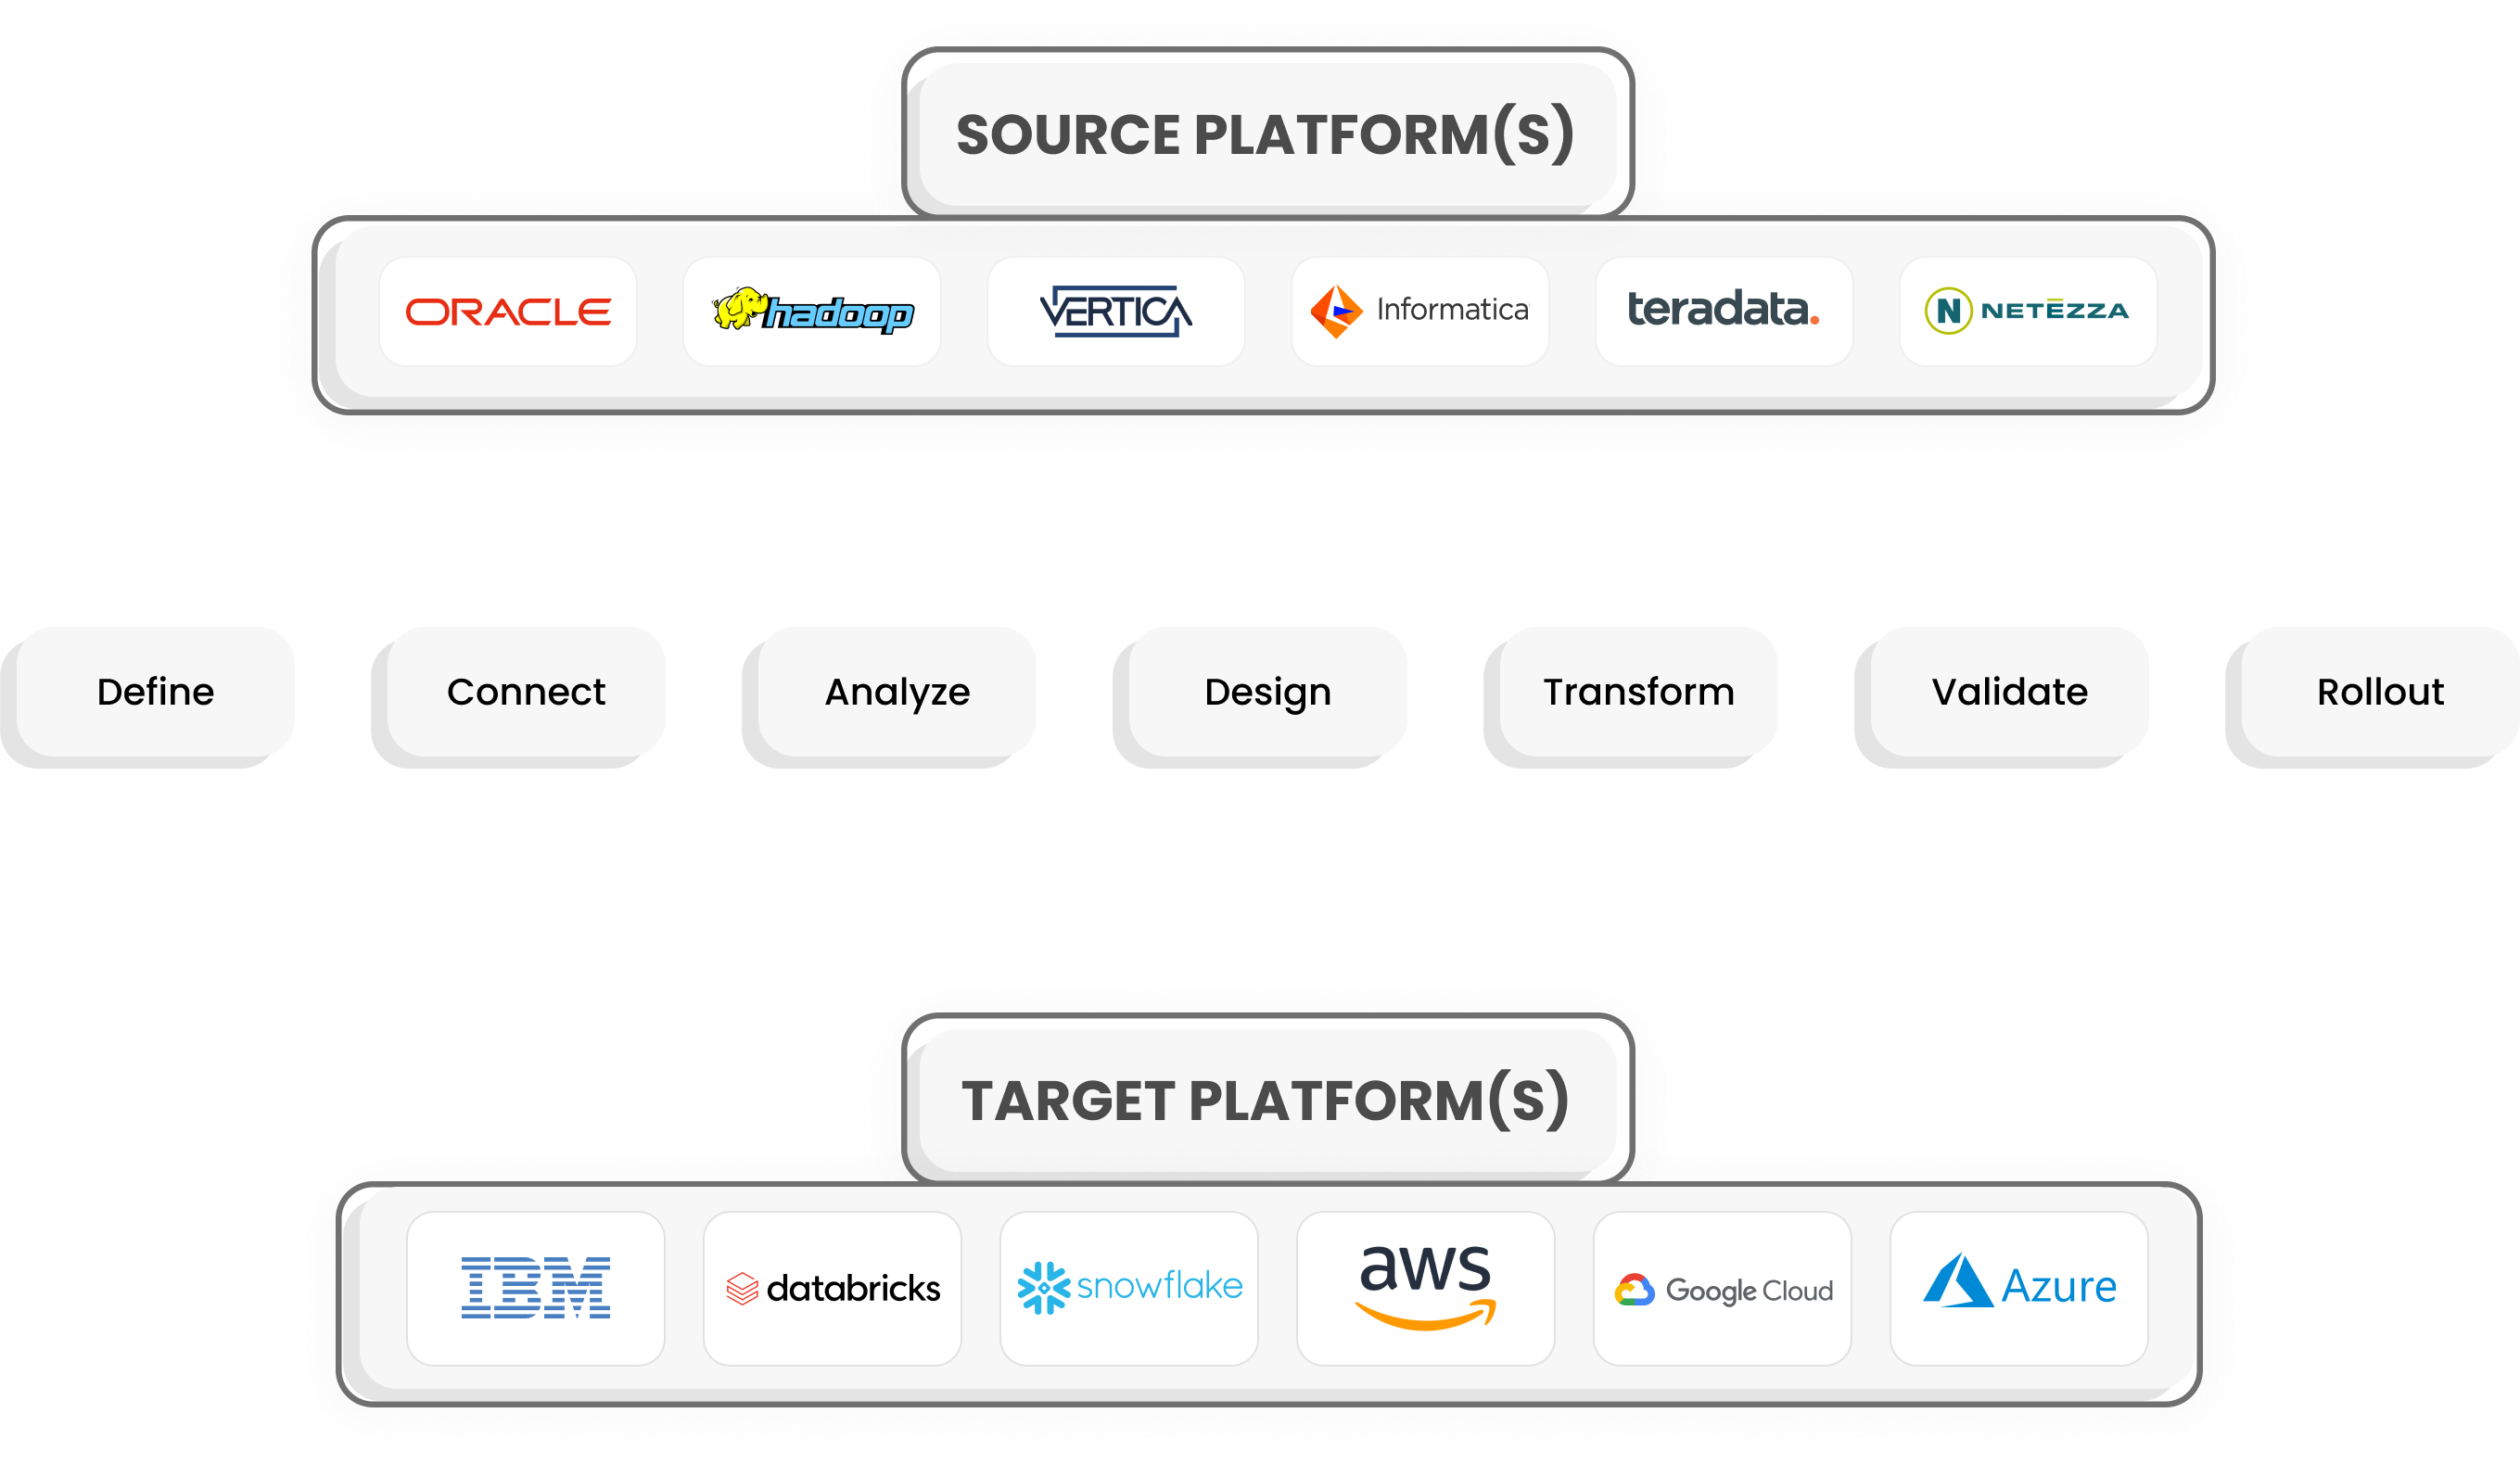 SOURCE PLATFORM(S)
ORACLE hadoop VERTICA Informatica teradata. N NETEZZA
Define Connect Analyze Design Transform Validate Rollout
TARGET PLATFORM(S)
IBM databricks snowflake aws Google Cloud Azure